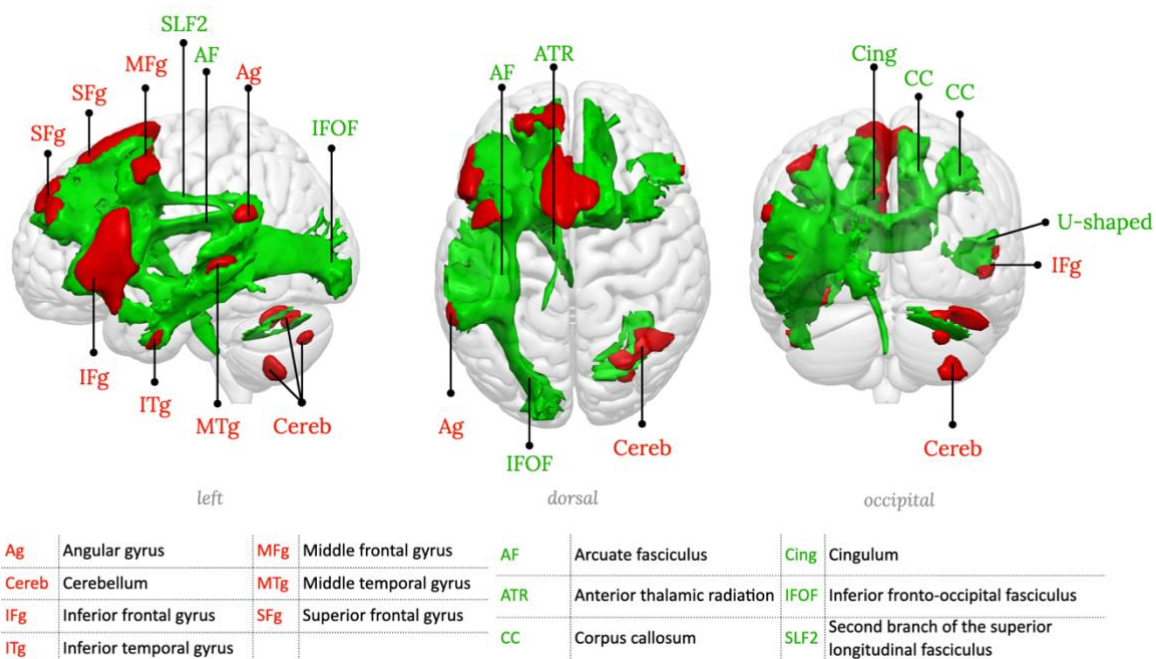 SLF2
AF
MFg
Ag
SFg
SFg
IFOF
IFg
ITg
MTg
Cereb
left
ATR
AF
Ag
IFOF
Cereb
dorsal
Cing
CC
CC
U-shaped
IFg
Cereb
occipital
Ag Angular gyrus MFg Middle frontal gyrus
Cereb Cerebellum MTg Middle temporal gyrus
IFg Inferior frontal gyrus SFg Superior frontal gyrus
ITg Inferior temporal gyrus
AF Arcuate fasciculus Cing Cingulum
ATR Anterior thalamic radiation IFOF Inferior fronto-occipital fasciculus
CC Corpus callosum SLF2 Second branch of the superior
longitudinal fasciculus